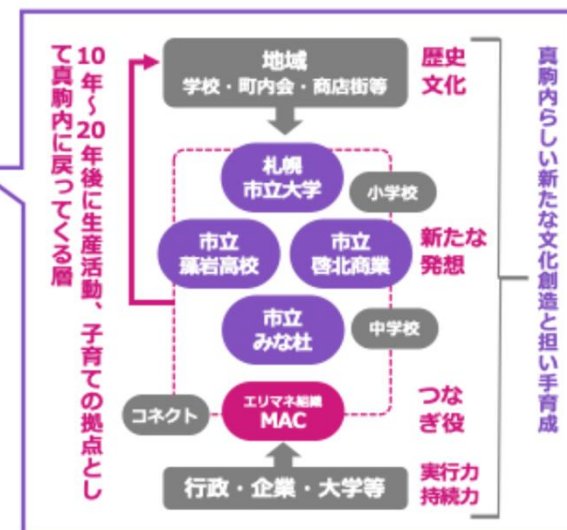 地域
学校・町内会・商店街等
歴史
文化
札幌
市立大学
小学校
市立
藻岩高校
市立
啓北商業
新たな
発想
市立
みな杜
中学校
コネクト
エリマネ組織
MAC
つな
ぎ役
行政・企業・大学等
実行力
持続力
10年～20年後に生産活動、子育ての拠点とし
て真駒内に戻ってくる層
真駒内らしい新たな文化創造と担い手育成